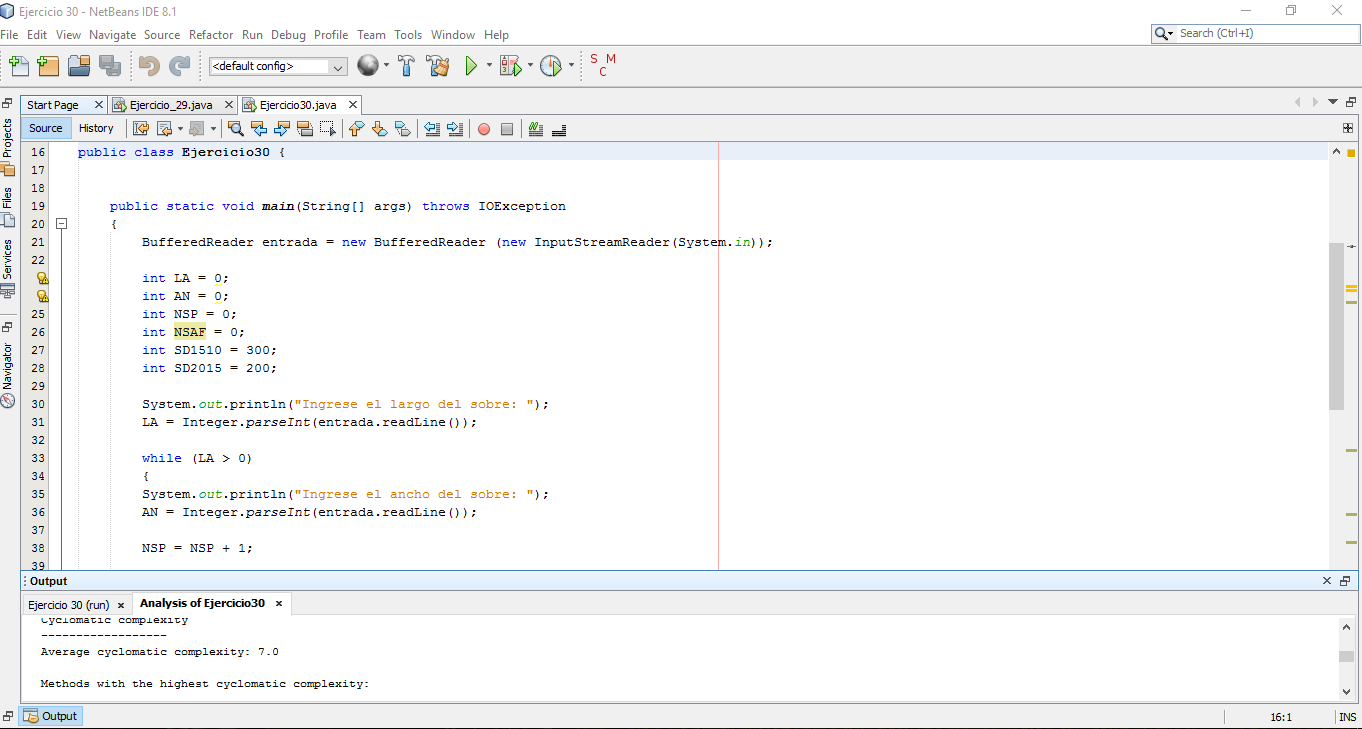 Ejercicio 30 - NetBeans IDE 8.1
File Edit View Navigate Source Refactor Run Debug Profile Team Tools Window Help
Search (Ctrl+I)
<default config>
S M
C
Start Page Ejercicio_29.java Ejercicio30.java
Source History
Projects
Files
Services
Navigator
16 public class Ejercicio30 {
17
18
19 public static void main(String[] args) throws IOException
20 {
21 BufferedReader entrada = new BufferedReader (new InputStreamReader(System.in));
22
int LA = 0;
int AN = 0;
25 int NSP = 0;
26 int NSAF = 0;
27 int SD1510 = 300;
28 int SD2015 = 200;
29
30 System.out.println("Ingrese el largo del sobre: ");
31 LA = Integer.parseInt(entrada.readLine());
32
33 while (LA > 0)
34 {
35 System.out.println("Ingrese el ancho del sobre: ");
36 AN = Integer.parseInt(entrada.readLine());
37
38 NSP = NSP + 1;
39
Output
Ejercicio 30 (run) Analysis of Ejercicio30
Cyclomatic complexity
------------------
Average cyclomatic complexity: 7.0
Methods with the highest cyclomatic complexity:
Output
16:1 INS